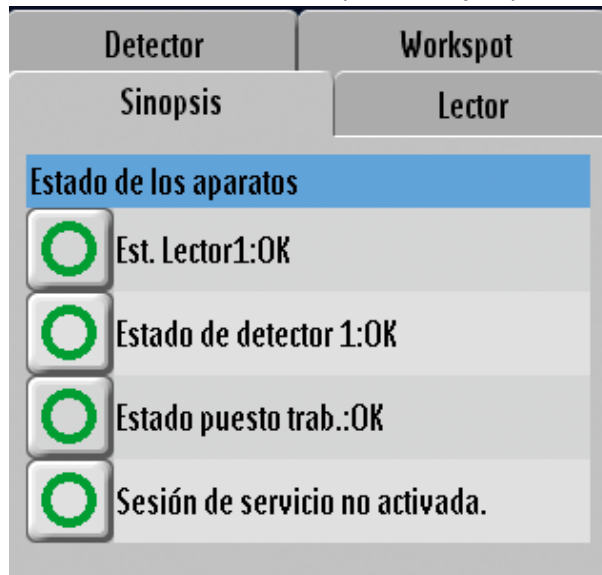 Detector Workspot
Sinopsis Lector
Estado de los aparatos
Est. Lector1:OK
Estado de detector 1:OK
Estado puesto trab.:OK
Sesión de servicio no activada.